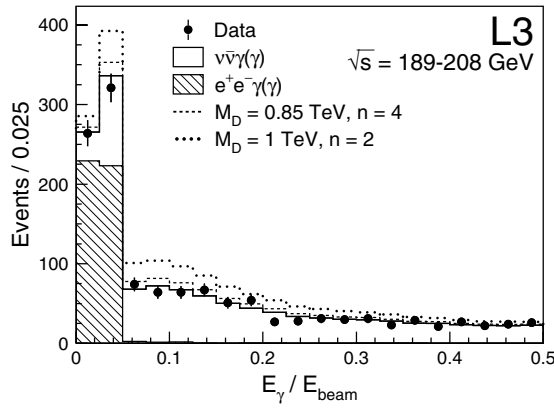 L3
√s = 189-208 GeV
Data
νν̄γ(γ)
e⁺e⁻γ(γ)
M_D = 0.85 TeV, n = 4
M_D = 1 TeV, n = 2
Events / 0.025
400
300
200
100
0
0 0.1 0.2 0.3 0.4 0.5
E_γ / E_beam